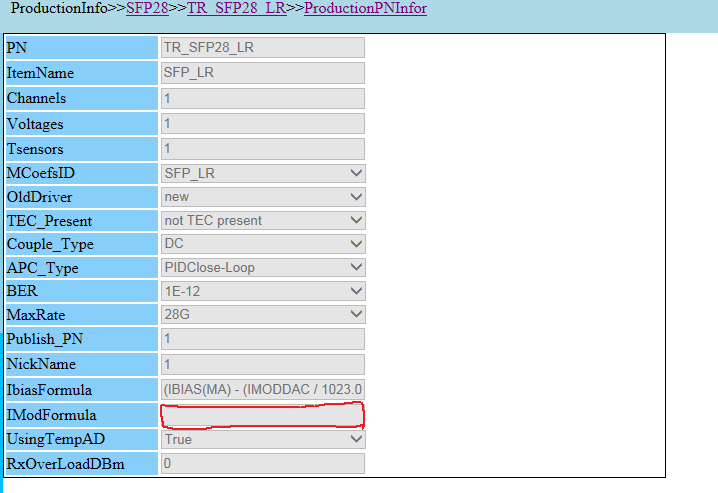 ProductionInfo>>SFP28>>TR_SFP28_LR>>ProductionPNInfor
PN TR_SFP28_LR
ItemName SFP_LR
Channels 1
Voltages 1
Tsensors 1
MCoefsID SFP_LR
OldDriver new
TEC_Present not TEC present
Couple_Type DC
APC_Type PIDClose-Loop
BER 1E-12
MaxRate 28G
Publish_PN 1
NickName 1
IbiasFormula (IBIAS(MA) - (IMODDAC / 1023.0
IModFormula
UsingTempAD True
RxOverLoadDBm 0